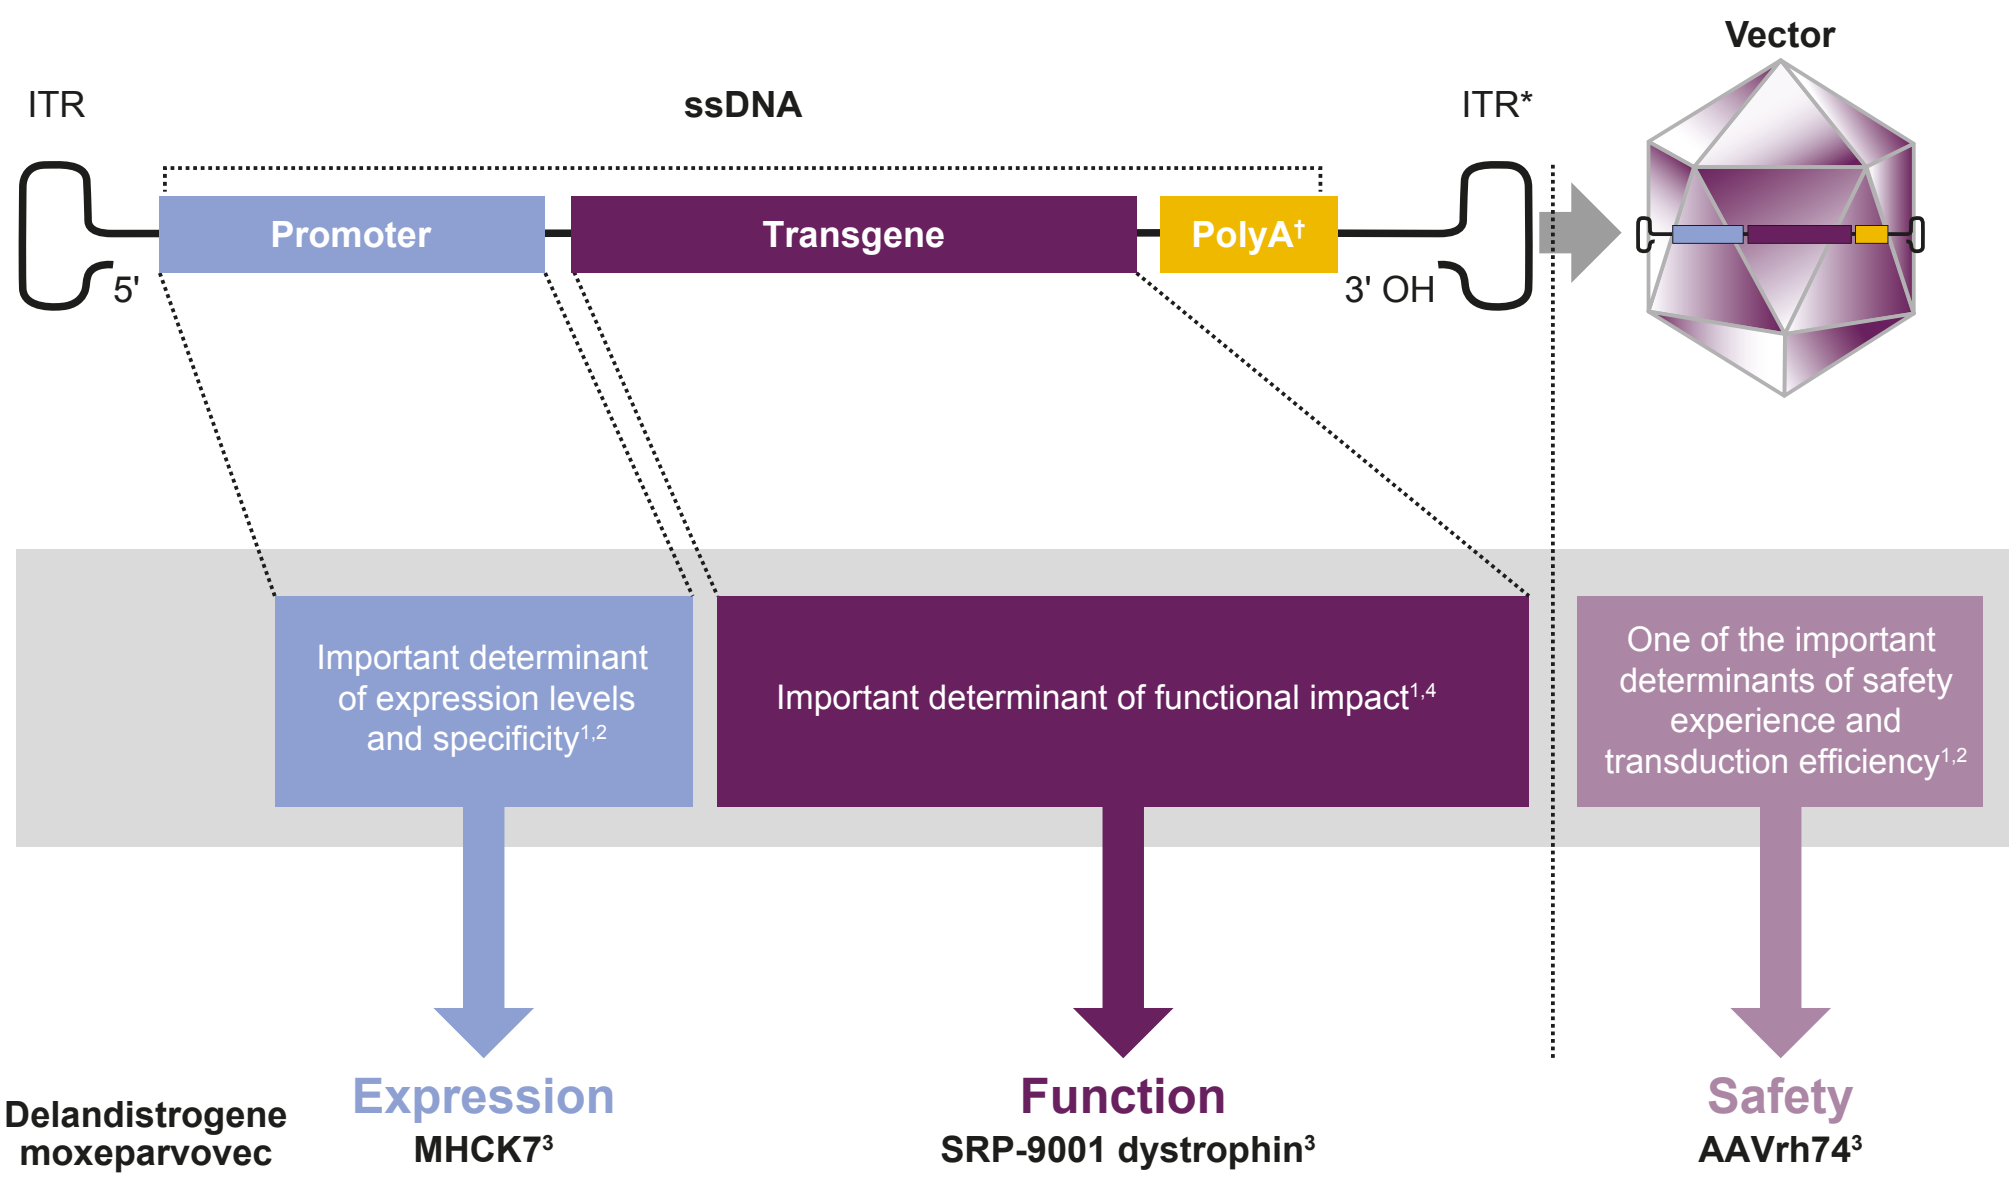 Vector
ITR
ssDNA
ITR*
Promoter
Transgene
PolyA†
5'
3' OH
Important determinant
of expression levels
and specificity1,2
Important determinant of functional impact1,4
One of the important
determinants of safety
experience and
transduction efficiency1,2
Expression
Function
Safety
Delandistrogene
moxeparvovec
MHCK73
SRP-9001 dystrophin3
AAVrh743